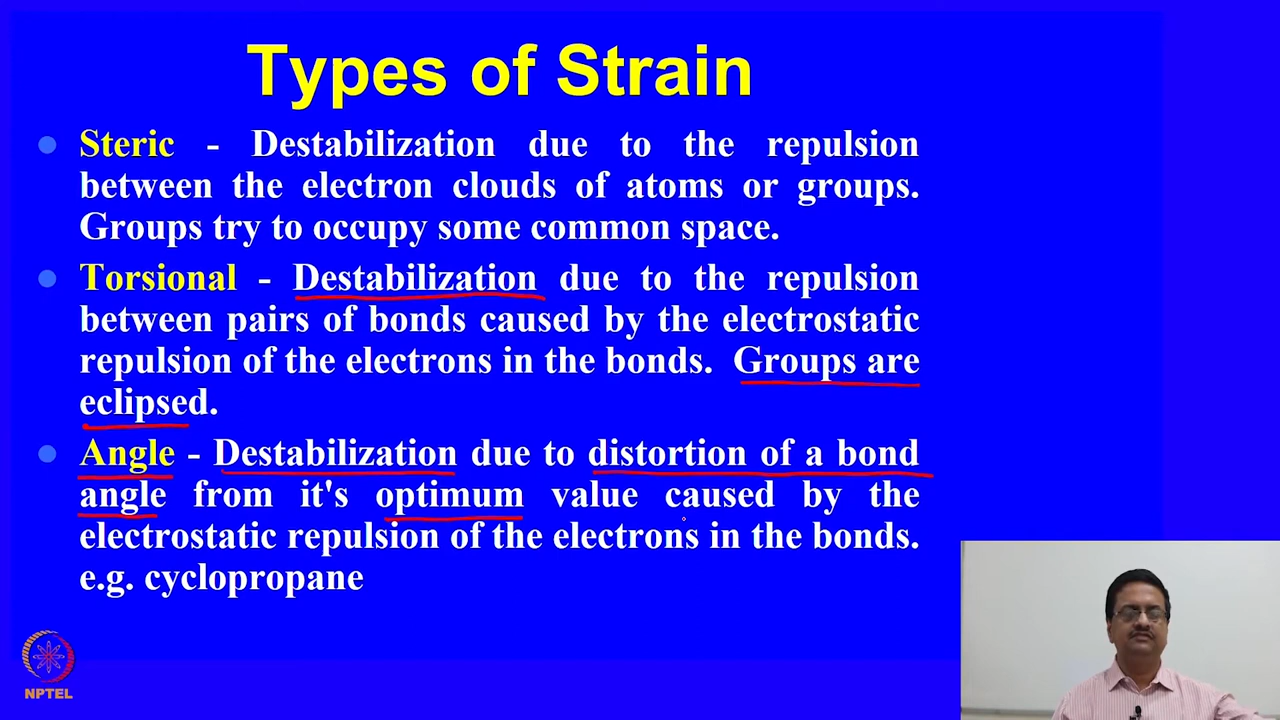 Types of Strain
Steric - Destabilization due to the repulsion
between the electron clouds of atoms or groups.
Groups try to occupy some common space.
Torsional - Destabilization due to the repulsion
between pairs of bonds caused by the electrostatic
repulsion of the electrons in the bonds. Groups are
eclipsed.
Angle - Destabilization due to distortion of a bond
angle from it's optimum value caused by the
electrostatic repulsion of the electrons in the bonds.
e.g. cyclopropane
NPTEL